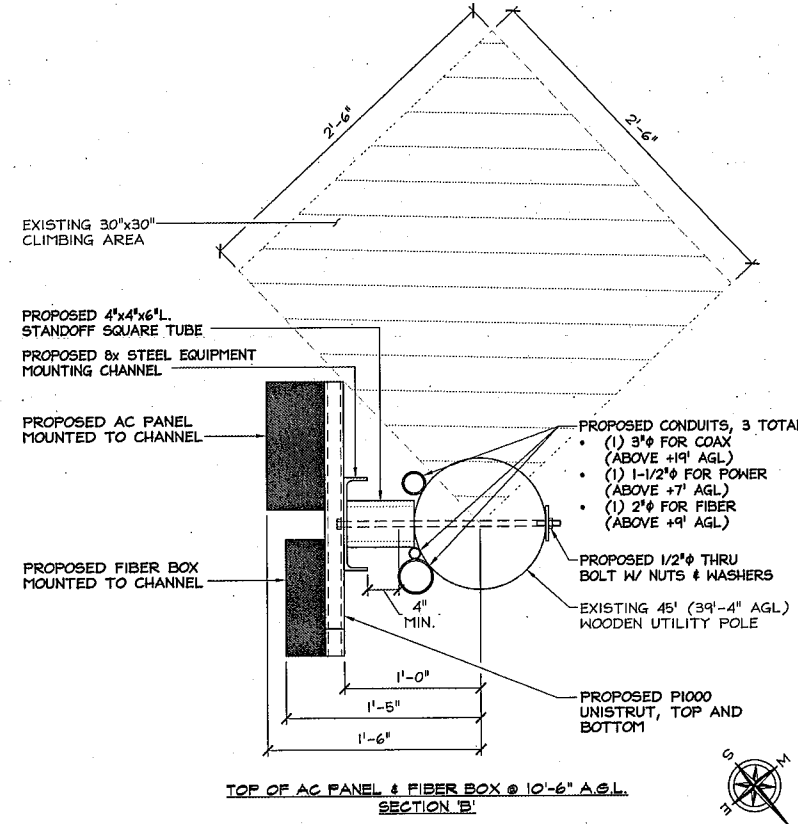 2'-6"
2'-6"
EXISTING 30"x30"
CLIMBING AREA
PROPOSED 4"x4"x6"L.
STANDOFF SQUARE TUBE
PROPOSED 8x STEEL EQUIPMENT
MOUNTING CHANNEL
PROPOSED AC PANEL
MOUNTED TO CHANNEL
PROPOSED FIBER BOX
MOUNTED TO CHANNEL
PROPOSED CONDUITS, 3 TOTAL
• (1) 3"ϕ FOR COAX
(ABOVE +19' AGL)
• (1) 1-1/2"ϕ FOR POWER
(ABOVE +7' AGL)
• (1) 2"ϕ FOR FIBER
(ABOVE +9' AGL)
PROPOSED 1/2"ϕ THRU
BOLT W/ NUTS & WASHERS
EXISTING 45' (39'-4" AGL)
WOODEN UTILITY POLE
4"
MIN.
1'-0"
1'-5"
1'-6"
PROPOSED P1000
UNISTRUT, TOP AND
BOTTOM
TOP OF AC PANEL & FIBER BOX @ 10'-6" A.G.L.
SECTION 'B'
S
W
E